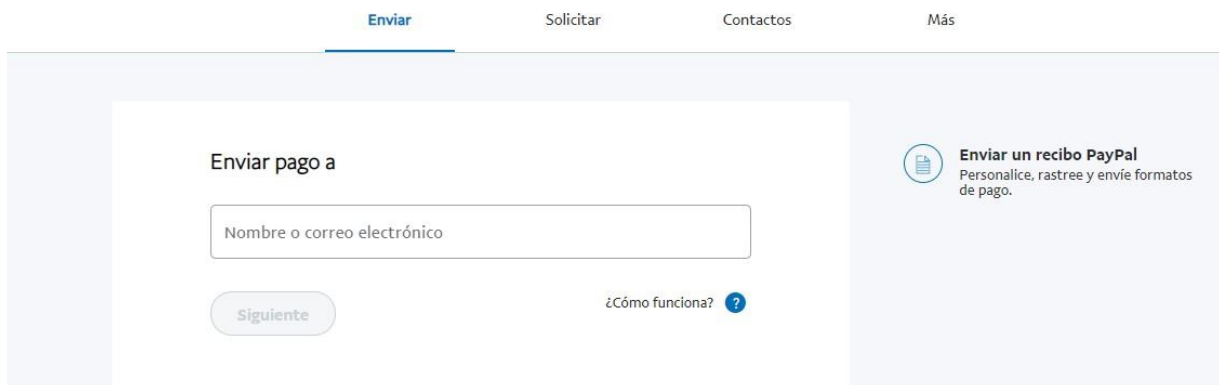 Enviar Solicitar Contactos Más
Enviar pago a
Nombre o correo electrónico
Siguiente
¿Cómo funciona? ?
Enviar un recibo PayPal
Personalice, rastree y envíe formatos
de pago.